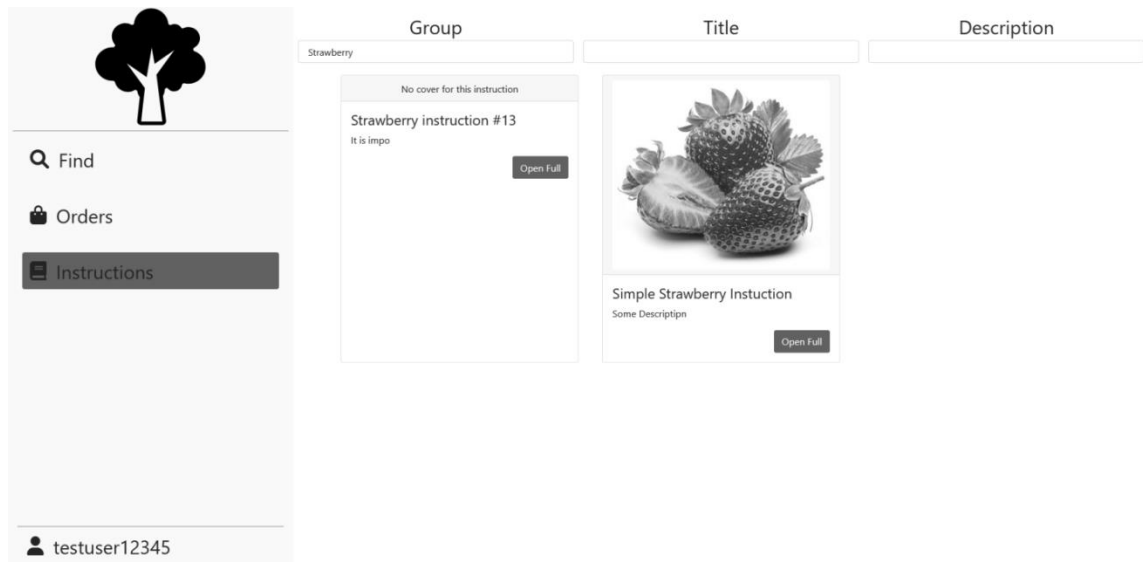 Group Title Description
Strawberry
No cover for this instruction
Strawberry instruction #13
It is impo
Open Full
Simple Strawberry Instuction
Some Descriptipn
Open Full
Find
Orders
Instructions
testuser12345